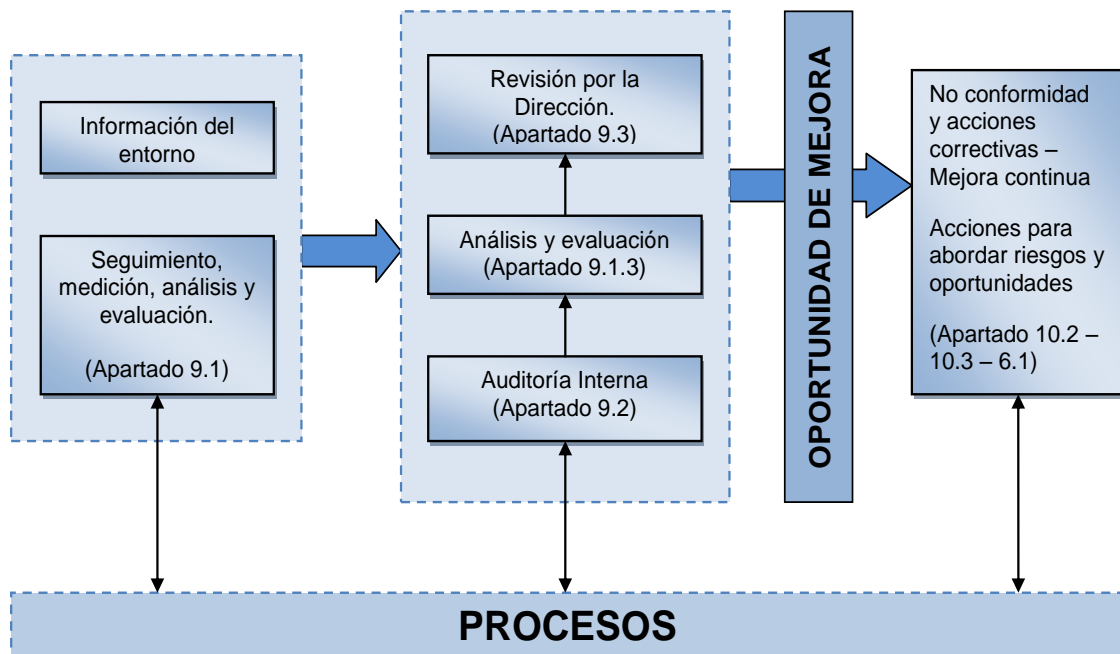 Información del
entorno
Seguimiento,
medición, análisis y
evaluación.
(Apartado 9.1)
Revisión por la
Dirección.
(Apartado 9.3)
Análisis y evaluación
(Apartado 9.1.3)
Auditoría Interna
(Apartado 9.2)
OPORTUNIDAD DE MEJORA
No conformidad
y acciones
correctivas –
Mejora continua
Acciones para
abordar riesgos y
oportunidades
(Apartado 10.2 –
10.3 – 6.1)
PROCESOS